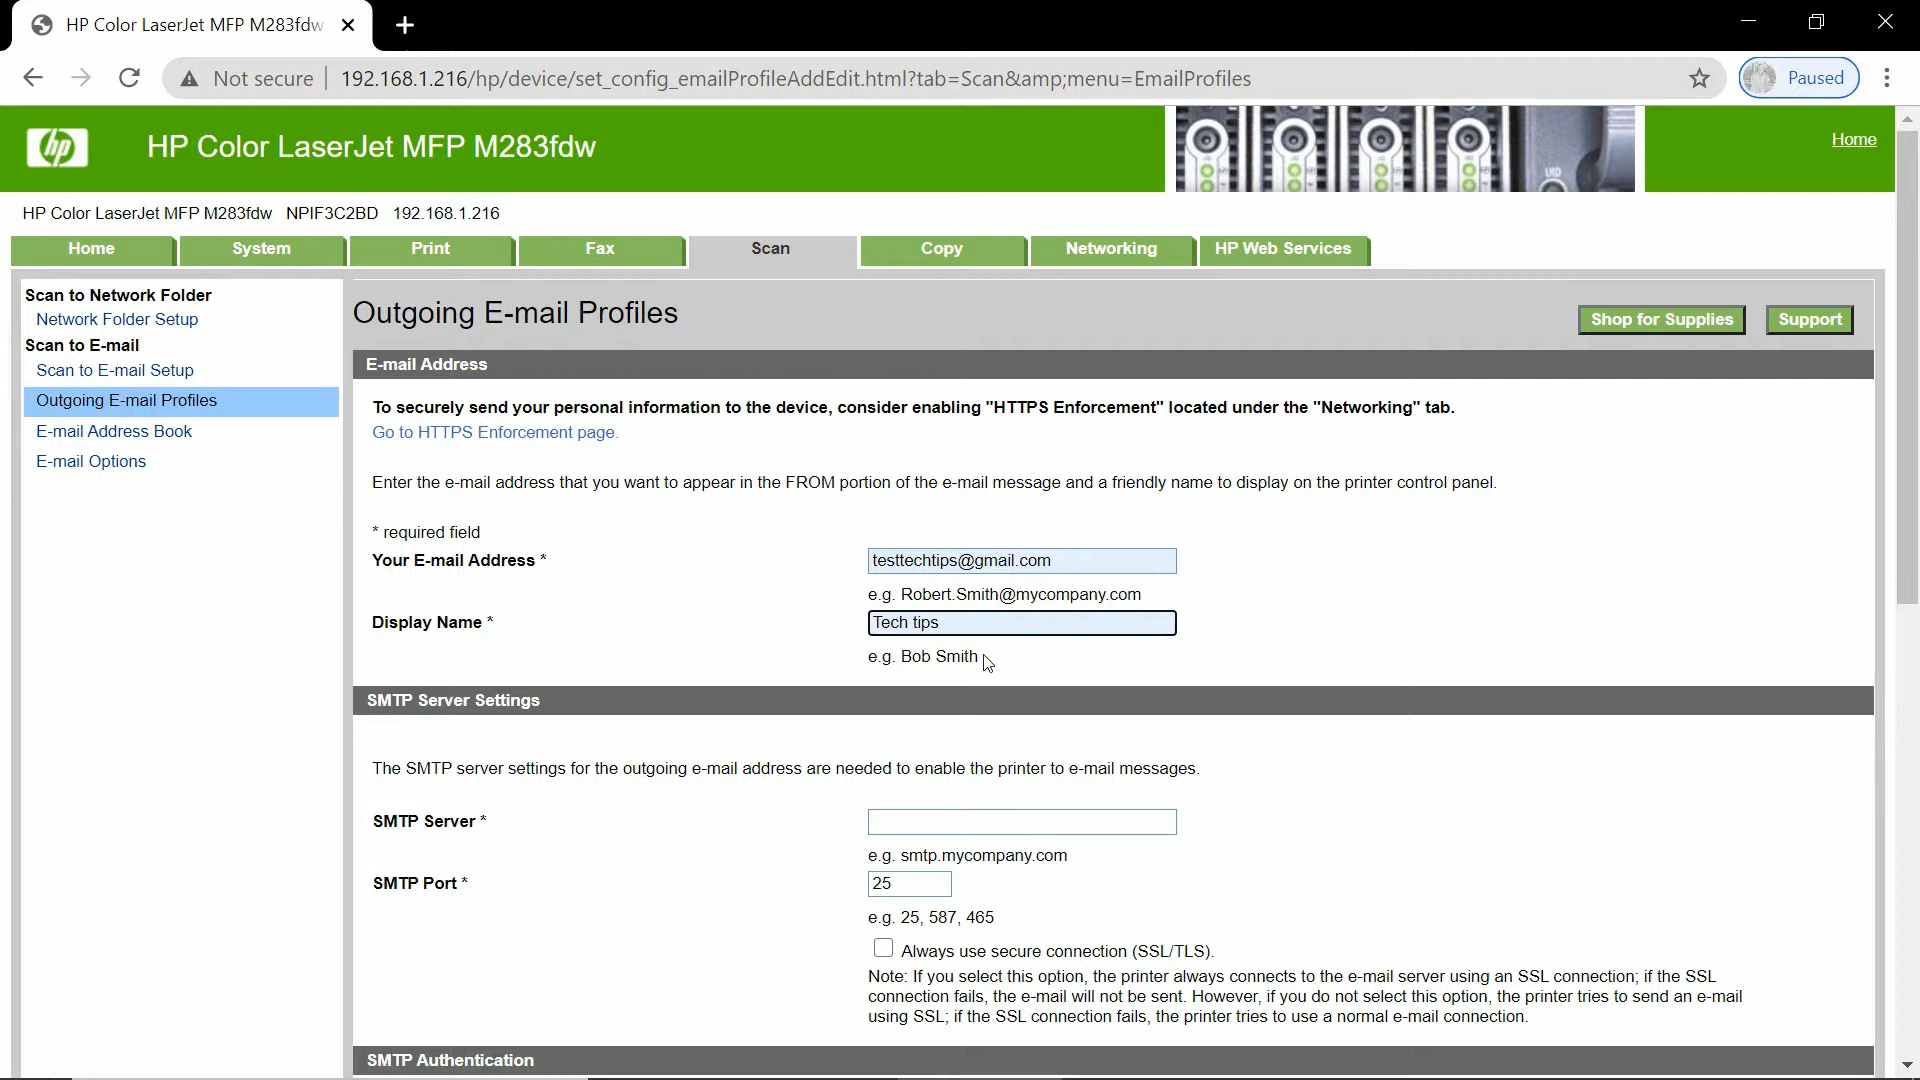 HP Color LaserJet MFP M283fdw
Not secure 192.168.1.216/hp/device/set_config_emailProfileAddEdit.html?tab=Scan&amp;menu=EmailProfiles Paused
hp HP Color LaserJet MFP M283fdw Home
UID
HP Color LaserJet MFP M283fdw NPIF3C2BD 192.168.1.216
Home System Print Fax Scan Copy Networking HP Web Services
Scan to Network Folder
Network Folder Setup
Scan to E-mail
Scan to E-mail Setup
Outgoing E-mail Profiles
E-mail Address Book
E-mail Options
Outgoing E-mail Profiles
Shop for Supplies Support
E-mail Address
To securely send your personal information to the device, consider enabling "HTTPS Enforcement" located under the "Networking" tab.
Go to HTTPS Enforcement page.
Enter the e-mail address that you want to appear in the FROM portion of the e-mail message and a friendly name to display on the printer control panel.
* required field
Your E-mail Address * testtechtips@gmail.com
e.g. Robert.Smith@mycompany.com
Display Name * Tech tips
e.g. Bob Smith
SMTP Server Settings
The SMTP server settings for the outgoing e-mail address are needed to enable the printer to e-mail messages.
SMTP Server *
e.g. smtp.mycompany.com
SMTP Port * 25
e.g. 25, 587, 465
Always use secure connection (SSL/TLS).
Note: If you select this option, the printer always connects to the e-mail server using an SSL connection; if the SSL
connection fails, the e-mail will not be sent. However, if you do not select this option, the printer tries to send an e-mail
using SSL; if the SSL connection fails, the printer tries to use a normal e-mail connection.
SMTP Authentication